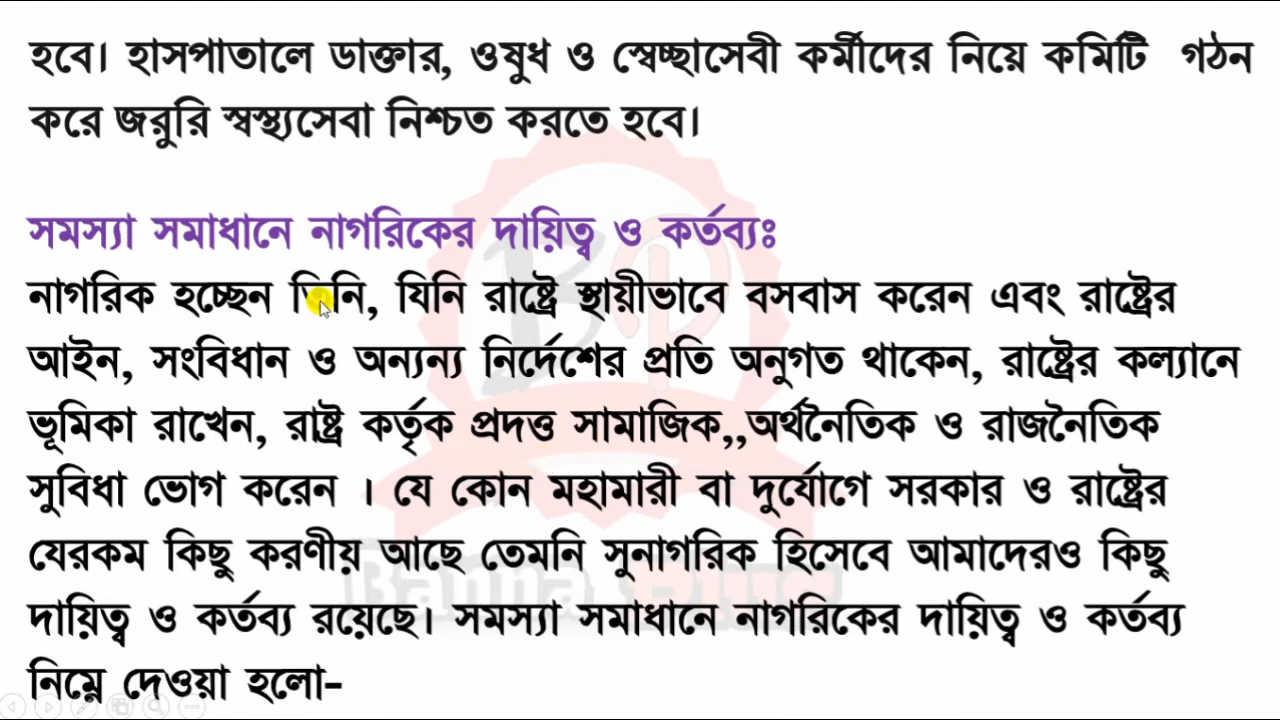 হবে। হাসপাতালে ডাক্তার, ওষুধ ও স্বেচ্ছাসেবী কর্মীদের নিয়ে কমিটি গঠন
করে জরুরি স্বস্থ্যসেবা নিশ্চত করতে হবে।
সমস্যা সমাধানে নাগরিকের দায়িত্ব ও কর্তব্যঃ
নাগরিক হচ্ছেন তিনি, যিনি রাষ্ট্রে স্থায়ীভাবে বসবাস করেন এবং রাষ্ট্রের
আইন, সংবিধান ও অন্যন্য নির্দেশের প্রতি অনুগত থাকেন, রাষ্ট্রের কল্যানে
ভূমিকা রাখেন, রাষ্ট্র কর্তৃক প্রদত্ত সামাজিক,,অর্থনৈতিক ও রাজনৈতিক
সুবিধা ভোগ করেন । যে কোন মহামারী বা দুর্যোগে সরকার ও রাষ্ট্রের
যেরকম কিছু করণীয় আছে তেমনি সুনাগরিক হিসেবে আমাদেরও কিছু
দায়িত্ব ও কর্তব্য রয়েছে। সমস্যা সমাধানে নাগরিকের দায়িত্ব ও কর্তব্য
নিম্নে দেওয়া হলো-